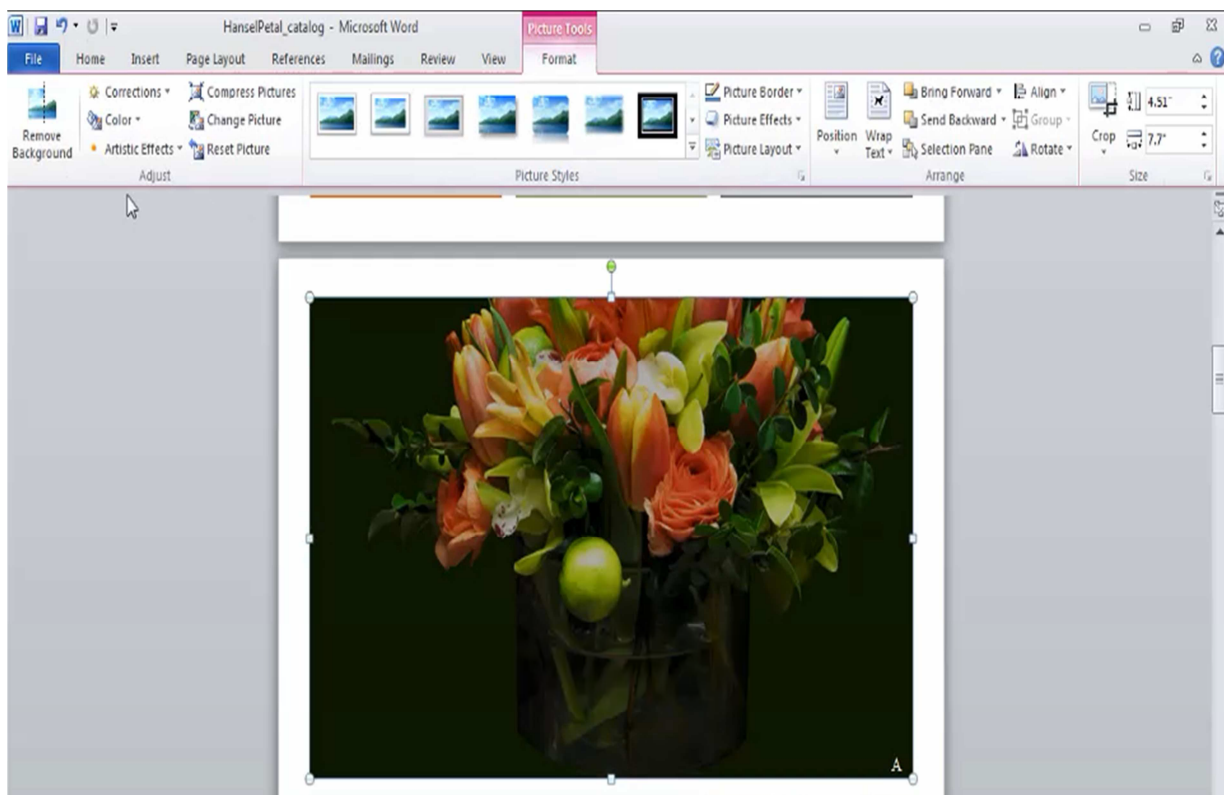 W HanselPetal_catalog - Microsoft Word Picture Tools
File Home Insert Page Layout References Mailings Review View Format
Remove Background
Corrections
Color
Artistic Effects
Compress Pictures
Change Picture
Reset Picture
Adjust
Picture Border
Picture Effects
Picture Layout
Picture Styles
Position
Wrap Text
Bring Forward
Send Backward
Selection Pane
Align
Group
Rotate
Arrange
Crop
4.51"
7.7"
Size
A